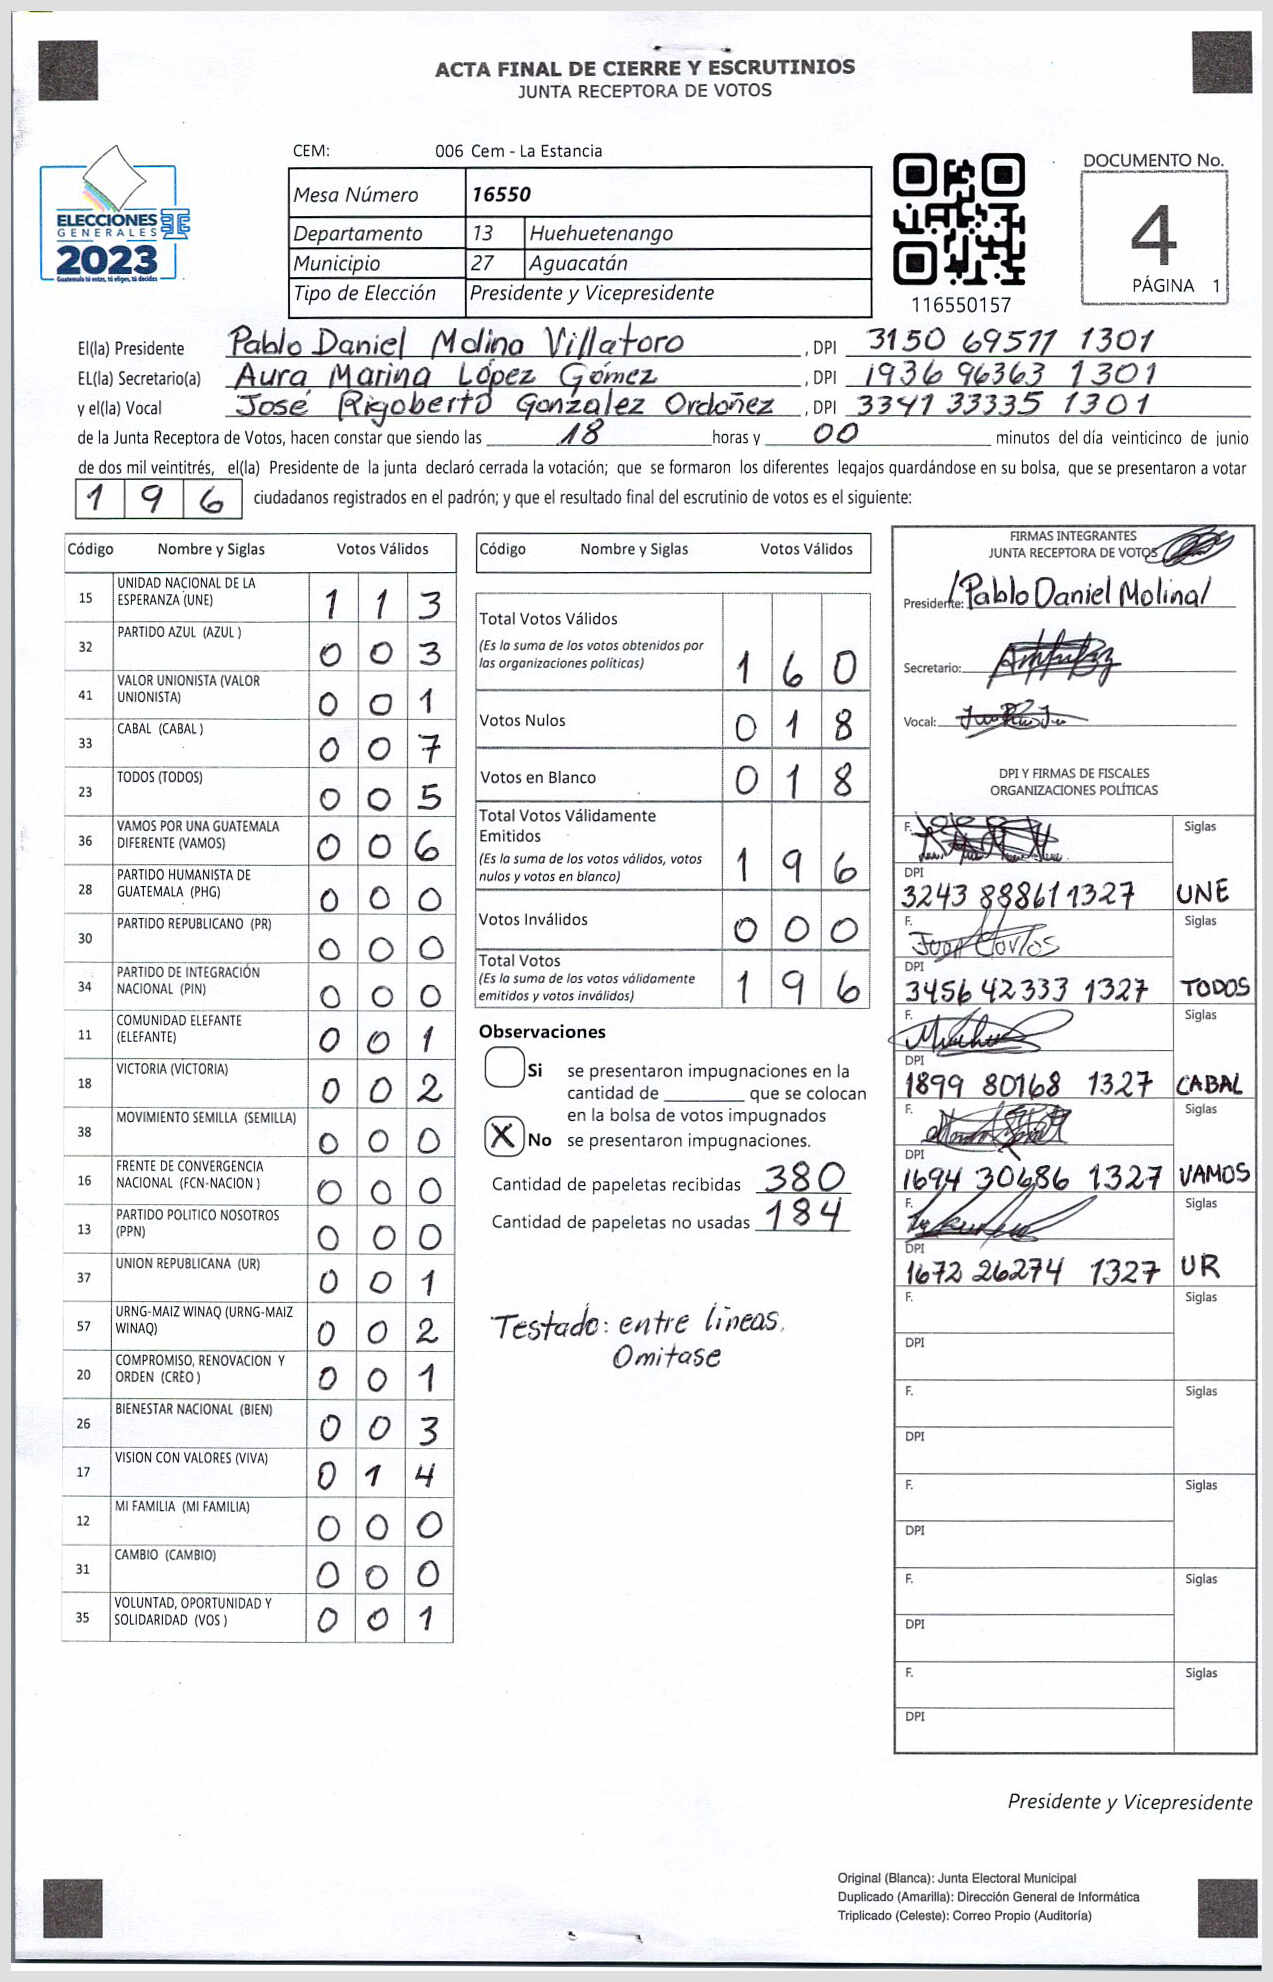 ACTA FINAL DE CIERRE Y ESCRUTINIOS
JUNTA RECEPTORA DE VOTOS
CEM: 006 Cem - La Estancia
ELECCIONES
GENERALES
2023
Guatemala tú votas, tú eliges, tú decides
Mesa Número 16550
Departamento 13 Huehuetenango
Municipio 27 Aguacatán
Tipo de Elección Presidente y Vicepresidente
116550157
DOCUMENTO No.
4
PÁGINA 1
El(la) Presidente Pablo Daniel Molina Villatoro , DPI 3150 69511 1301
EL(la) Secretario(a) Aura Marina López Gómez , DPI 1936 96363 1301
y el(la) Vocal José Rigoberto Gonzalez Ordoñez , DPI 3341 33335 1301
de la Junta Receptora de Votos, hacen constar que siendo las 18 horas y 00 minutos del día veinticinco de junio
de dos mil veintitrés, el(la) Presidente de la junta declaró cerrada la votación; que se formaron los diferentes legajos quardándose en su bolsa, que se presentaron a votar
1 9 6 ciudadanos registrados en el padrón; y que el resultado final del escrutinio de votos es el siguiente:
Código Nombre y Siglas Votos Válidos
15 UNIDAD NACIONAL DE LA ESPERANZA (UNE) 1 1 3
32 PARTIDO AZUL (AZUL ) 0 0 3
41 VALOR UNIONISTA (VALOR UNIONISTA) 0 0 1
33 CABAL (CABAL ) 0 0 7
23 TODOS (TODOS) 0 0 5
36 VAMOS POR UNA GUATEMALA DIFERENTE (VAMOS) 0 0 6
28 PARTIDO HUMANISTA DE GUATEMALA (PHG) 0 0 0
30 PARTIDO REPUBLICANO (PR) 0 0 0
34 PARTIDO DE INTEGRACIÓN NACIONAL (PIN) 0 0 0
11 COMUNIDAD ELEFANTE (ELEFANTE) 0 0 1
18 VICTORIA (VICTORIA) 0 0 2
38 MOVIMIENTO SEMILLA (SEMILLA) 0 0 0
16 FRENTE DE CONVERGENCIA NACIONAL (FCN-NACION ) 0 0 0
13 PARTIDO POLITICO NOSOTROS (PPN) 0 0 0
37 UNION REPUBLICANA (UR) 0 0 1
57 URNG-MAIZ WINAQ (URNG-MAIZ WINAQ) 0 0 2
20 COMPROMISO, RENOVACION Y ORDEN (CREO ) 0 0 1
26 BIENESTAR NACIONAL (BIEN) 0 0 3
17 VISION CON VALORES (VIVA) 0 1 4
12 MI FAMILIA (MI FAMILIA) 0 0 0
31 CAMBIO (CAMBIO) 0 0 0
35 VOLUNTAD, OPORTUNIDAD Y SOLIDARIDAD (VOS ) 0 0 1
Código Nombre y Siglas Votos Válidos
Total Votos Válidos
(Es la suma de los votos obtenidos por
las organizaciones políticas) 1 6 0
Votos Nulos 0 1 8
Votos en Blanco 0 1 8
Total Votos Válidamente
Emitidos
(Es la suma de los votos válidos, votos
nulos y votos en blanco) 1 9 6
Votos Inválidos 0 0 0
Total Votos
(Es la suma de los votos válidamente
emitidos y votos inválidos) 1 9 6
Observaciones
Si se presentaron impugnaciones en la
cantidad de ________ que se colocan
en la bolsa de votos impugnados
X No se presentaron impugnaciones.
Cantidad de papeletas recibidas 380
Cantidad de papeletas no usadas 184
Testado: entre líneas.
Omitase
FIRMAS INTEGRANTES
JUNTA RECEPTORA DE VOTOS
Presidente: Pablo Daniel Molina
Secretario:
Vocal:
DPI Y FIRMAS DE FISCALES
ORGANIZACIONES POLÍTICAS
F. Siglas
DPI
3243 88861 1327 UNE
F. Juan Carlos Siglas
DPI
3456 42333 1327 TODOS
F. Siglas
DPI
1899 80168 1327 CABAL
F. Siglas
DPI
1694 30686 1327 VAMOS
F. Siglas
DPI
1672 26274 1327 UR
F. Siglas
DPI
F. Siglas
DPI
F. Siglas
DPI
F. Siglas
DPI
F. Siglas
DPI
Presidente y Vicepresidente
Original (Blanca): Junta Electoral Municipal
Duplicado (Amarilla): Dirección General de Informática
Triplicado (Celeste): Correo Propio (Auditoría)